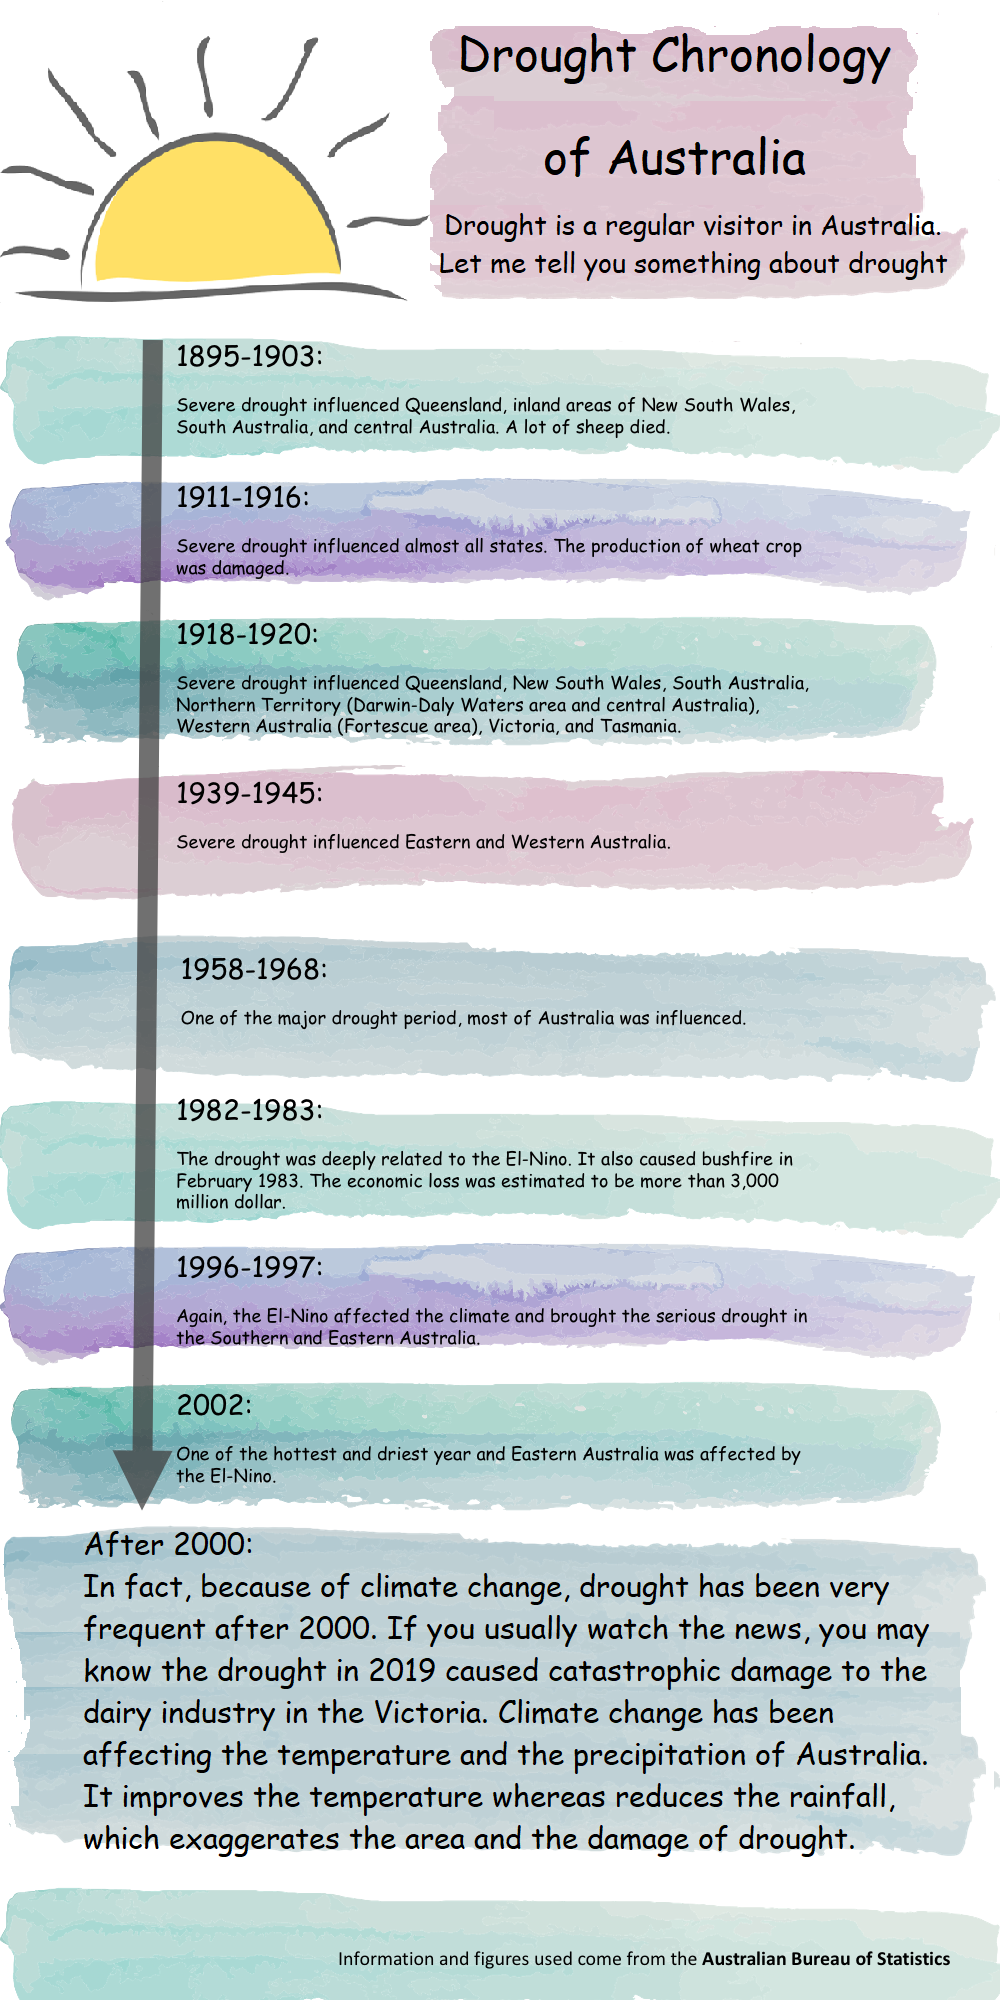 Drought Chronology
of Australia
Drought is a regular visitor in Australia.
Let me tell you something about drought
1895-1903:
Severe drought influenced Queensland, inland areas of New South Wales,
South Australia, and central Australia. A lot of sheep died.
1911-1916:
Severe drought influenced almost all states. The production of wheat crop
was damaged.
1918-1920:
Severe drought influenced Queensland, New South Wales, South Australia,
Northern Territory (Darwin-Daly Waters area and central Australia),
Western Australia (Fortescue area), Victoria, and Tasmania.
1939-1945:
Severe drought influenced Eastern and Western Australia.
1958-1968:
One of the major drought period, most of Australia was influenced.
1982-1983:
The drought was deeply related to the El-Nino. It also caused bushfire in
February 1983. The economic loss was estimated to be more than 3,000
million dollar.
1996-1997:
Again, the El-Nino affected the climate and brought the serious drought in
the Southern and Eastern Australia.
2002:
One of the hottest and driest year and Eastern Australia was affected by
the El-Nino.
After 2000:
In fact, because of climate change, drought has been very
frequent after 2000. If you usually watch the news, you may
know the drought in 2019 caused catastrophic damage to the
dairy industry in the Victoria. Climate change has been
affecting the temperature and the precipitation of Australia.
It improves the temperature whereas reduces the rainfall,
which exaggerates the area and the damage of drought.
Information and figures used come from the Australian Bureau of Statistics